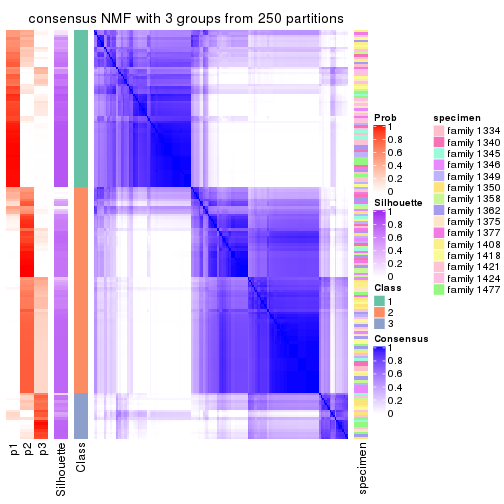 consensus NMF with 3 groups from 250 partitions
Prob
1
0.8
0.6
0.4
0.2
0
Silhouette
1
0.8
0.6
0.4
0.2
0
Class
1
2
3
Consensus
1
0.8
0.6
0.4
0.2
0
specimen
family 1334
family 1340
family 1345
family 1346
family 1349
family 1350
family 1358
family 1362
family 1375
family 1377
family 1408
family 1418
family 1421
family 1424
family 1477
p1
p2
p3
Silhouette
Class
specimen